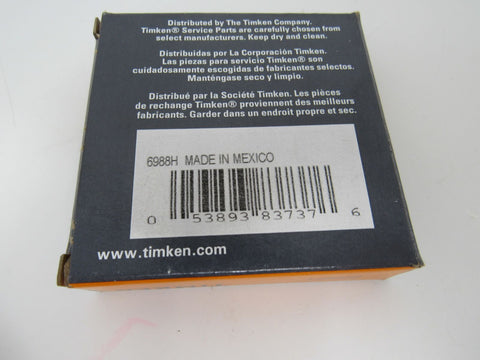 Distributed by The Timken Company.
Timken® Service Parts are carefully chosen from
select manufacturers. Keep dry and clean.
Distribuidas por La Corporación Timken.
Las piezas para servicio Timken® son
cuidadosamente escogidas de fabricantes selectos.
Manténgase seco y limpio.
Distribué par la Société Timken. Les pièces
de rechange Timken® proviennent des meilleurs
fabricants. Garder dans un endroit propre et sec.
6988H MADE IN MEXICO
0 53893 83737 6
www.timken.com